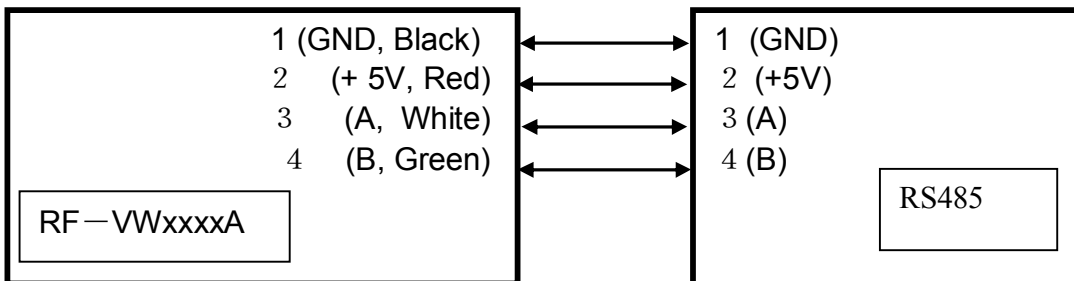 1 (GND, Black)
2 (+ 5V, Red)
3 (A, White)
4 (B, Green)
RF－VWxxxxA
1 (GND)
2 (+5V)
3 (A)
4 (B)
RS485